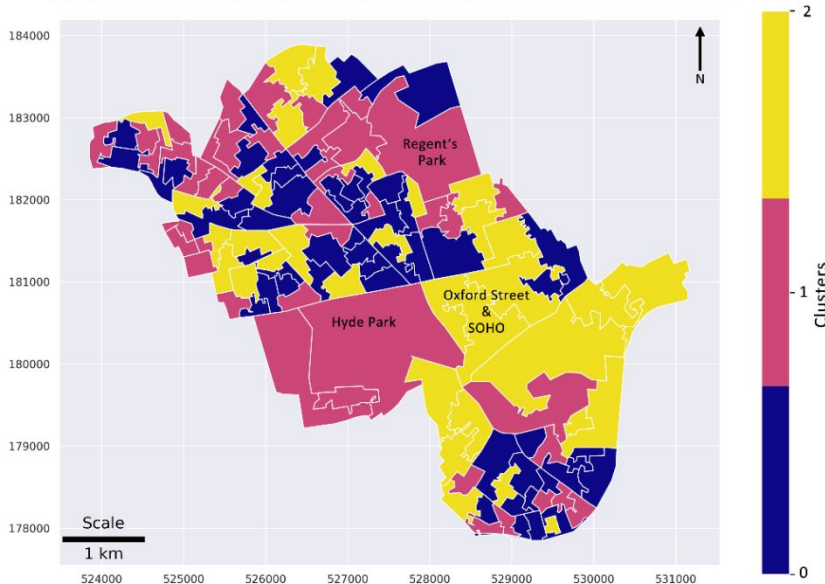 184000
183000
182000
181000
180000
179000
178000
524000 525000 526000 527000 528000 529000 530000 531000
N
Regent's
Park
Oxford Street
&
SOHO
Hyde Park
Scale
1 km
2
1
0
Clusters